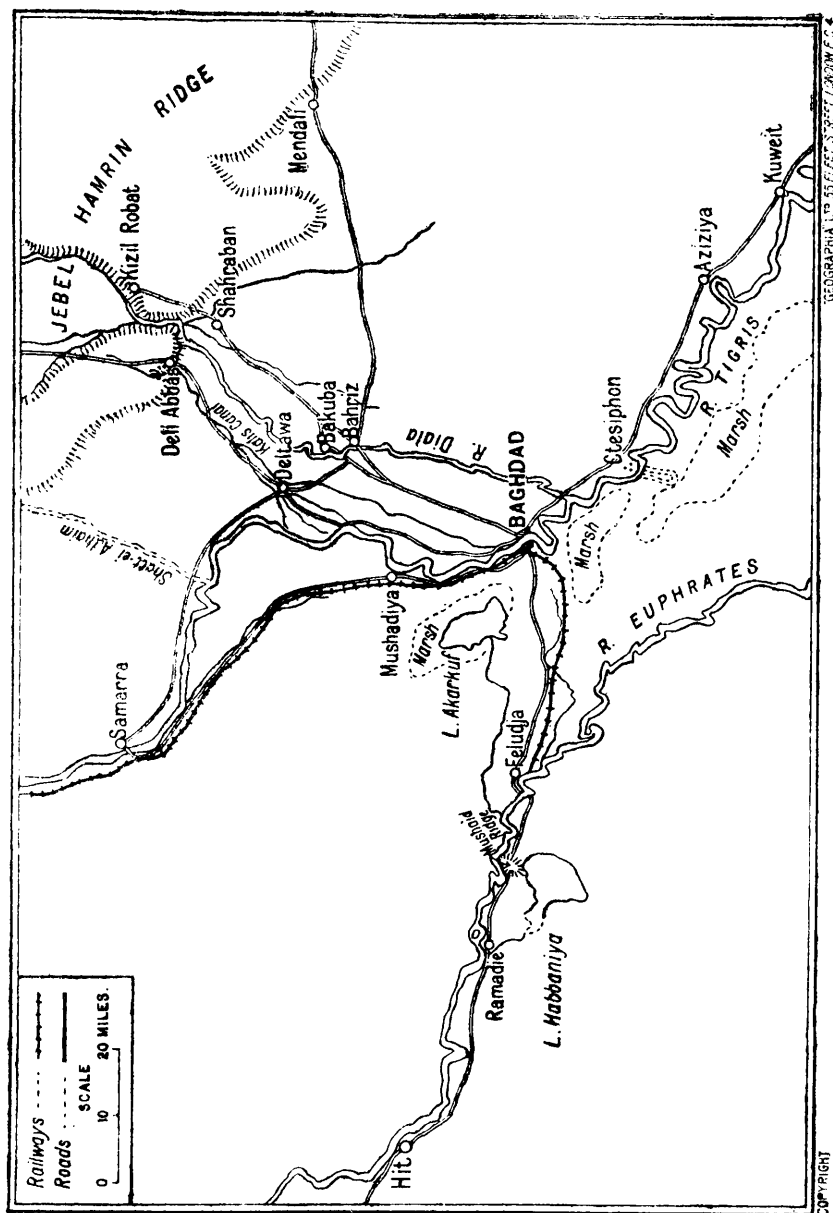 Railways
Roads
SCALE
0 10 20 MILES.
JEBEL HAMRIN RIDGE
Kizil Robat
Mendali
Shahraban
Deli Abbas
Kalis Canal
Deltawa
Bakuba
Bahriz
R. Diala
Shatt-el-Athaim
Samarra
Mushadiya
BAGHDAD
Ctesiphon
Aziziya
Kuweit
R. TIGRIS
Marsh
Marsh
Marsh
L. Akarkuf
R. EUPHRATES
Feludja
Mushaid
Ridge
Ramadie
L. Habbaniya
Hit
COPYRIGHT
GEOGRAPHIA LTD 55 FLEET STREET LONDON E.C.4